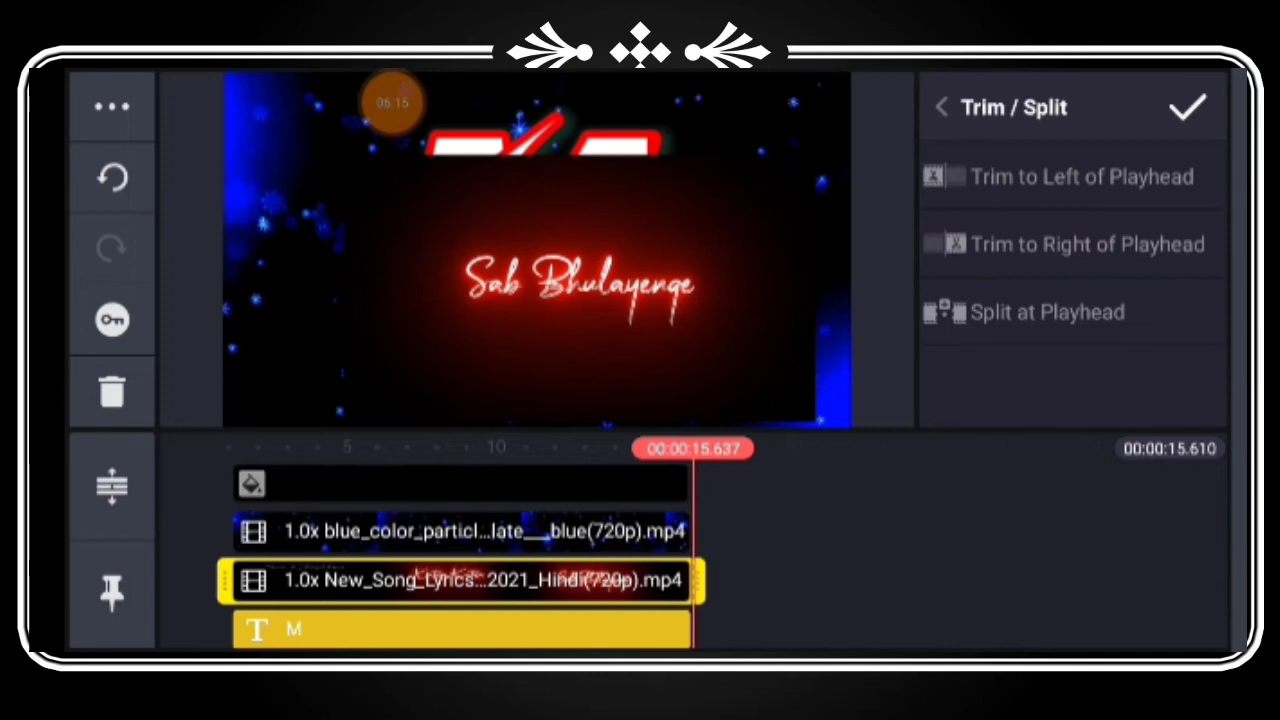 06:15
Trim / Split
Trim to Left of Playhead
Trim to Right of Playhead
Split at Playhead
Sab Bhulayenge
5
10
00:00:15.637
00:00:15.610
1.0x blue_color_particl...late___blue(720p).mp4
1.0x New_Song_Lyrics...2021_Hindi(720p).mp4
T M